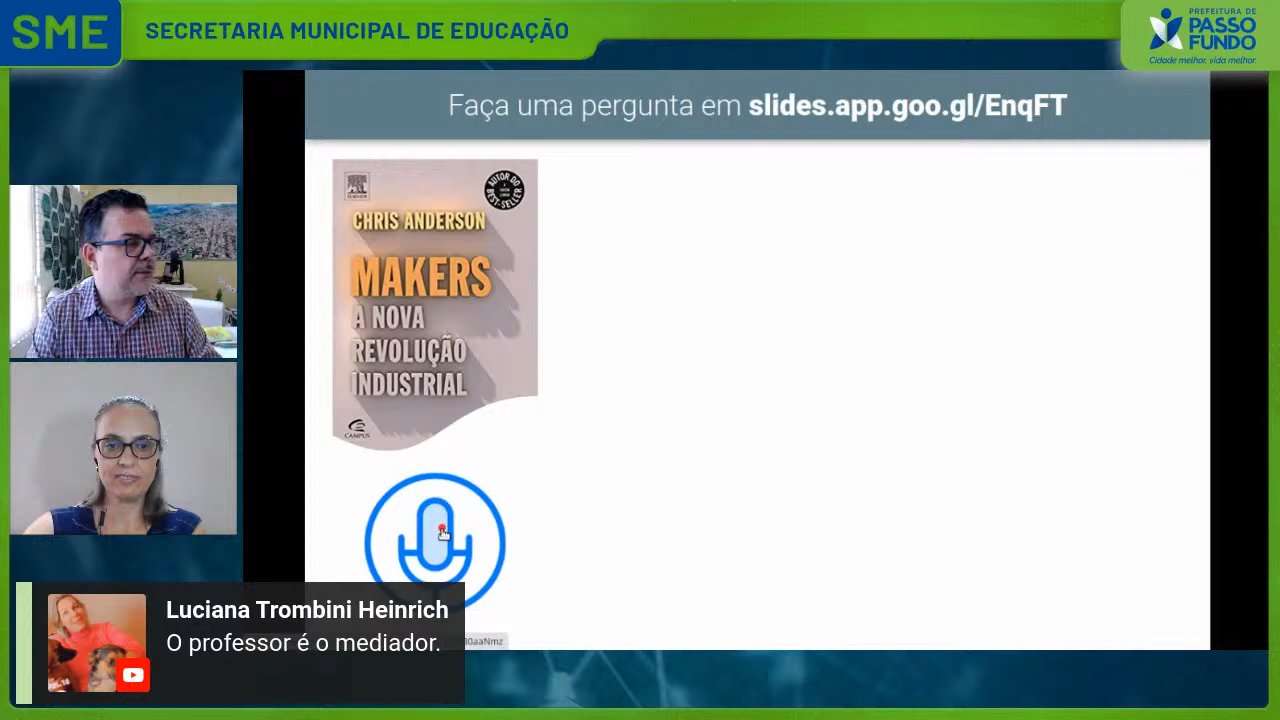 SME
SECRETARIA MUNICIPAL DE EDUCAÇÃO
PREFEITURA DE
PASSO
FUNDO
Cidade melhor, vida melhor.
Faça uma pergunta em slides.app.goo.gl/EnqFT
ELSEVIER
AUTOR DO
BEST-SELLER
CHRIS ANDERSON
MAKERS
A NOVA
REVOLUÇÃO
INDUSTRIAL
CAMPUS
Luciana Trombini Heinrich
O professor é o mediador.
30aaNmz